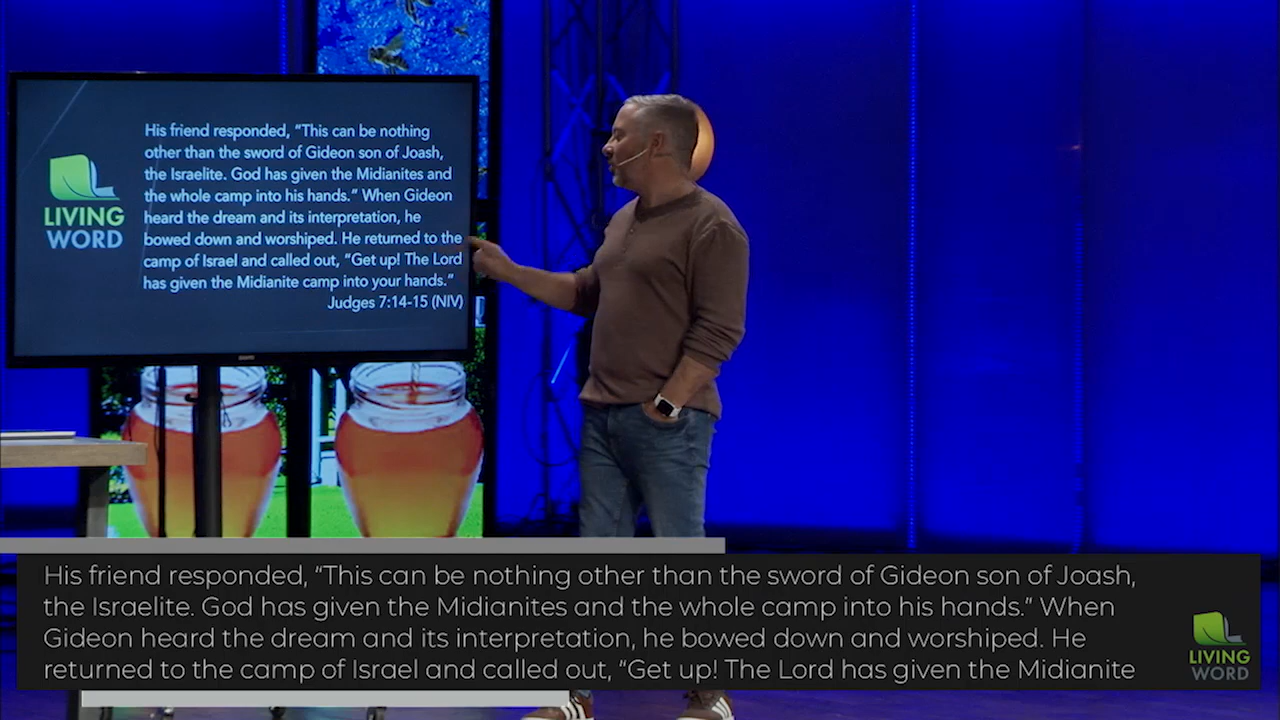 His friend responded, “This can be nothing
other than the sword of Gideon son of Joash,
the Israelite. God has given the Midianites and
the whole camp into his hands.” When Gideon
heard the dream and its interpretation, he
bowed down and worshiped. He returned to the
camp of Israel and called out, “Get up! The Lord
has given the Midianite camp into your hands.”
Judges 7:14-15 (NIV)
LIVING
WORD
His friend responded, “This can be nothing other than the sword of Gideon son of Joash,
the Israelite. God has given the Midianites and the whole camp into his hands.” When
Gideon heard the dream and its interpretation, he bowed down and worshiped. He
returned to the camp of Israel and called out, “Get up! The Lord has given the Midianite
LIVING
WORD